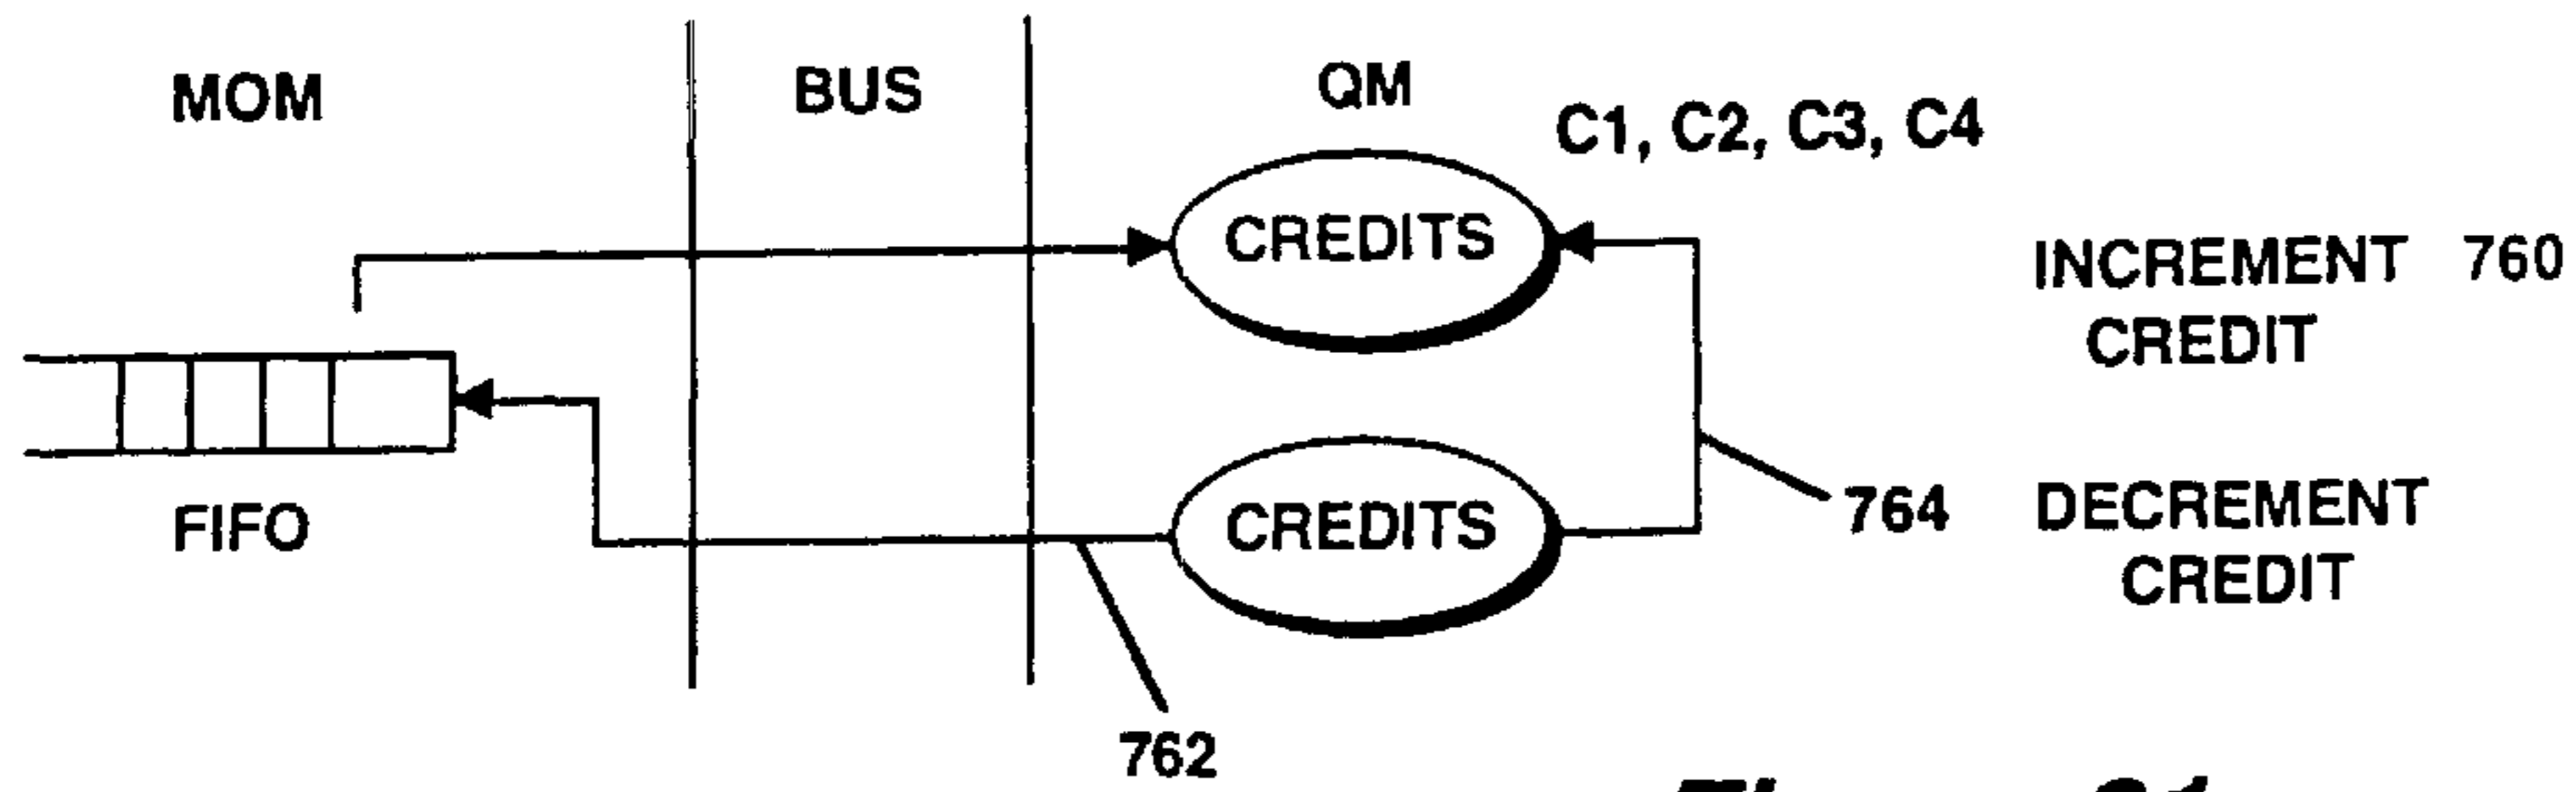 MOM
BUS
QM
C1, C2, C3, C4
CREDITS
INCREMENT 760
CREDIT
FIFO
CREDITS
764
DECREMENT
CREDIT
762